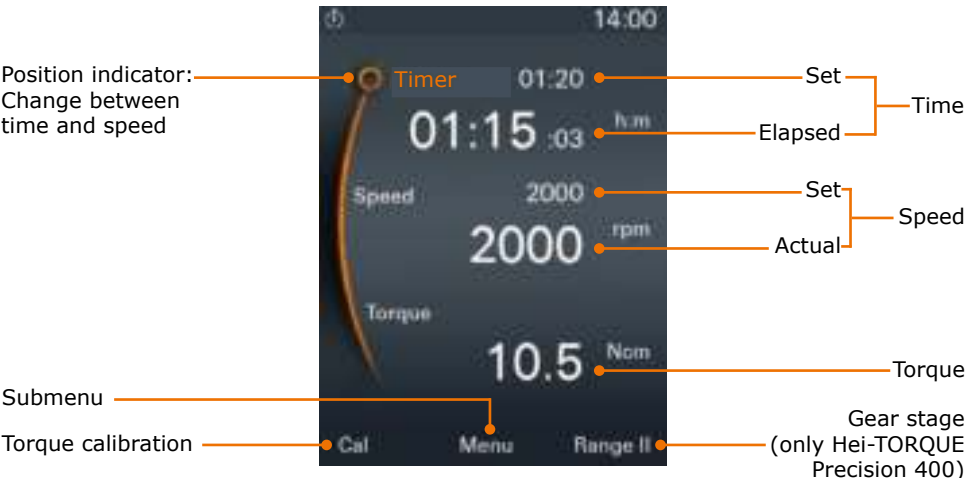 14:00
Position indicator:
Change between
time and speed
Timer 01:20
Set
Time
01:15 :03 h:m
Elapsed
Speed 2000
Set
Speed
2000 rpm
Actual
Torque
10.5 Ncm
Torque
Submenu
Torque calibration
Cal Menu Range II
Gear stage
(only Hei-TORQUE
Precision 400)